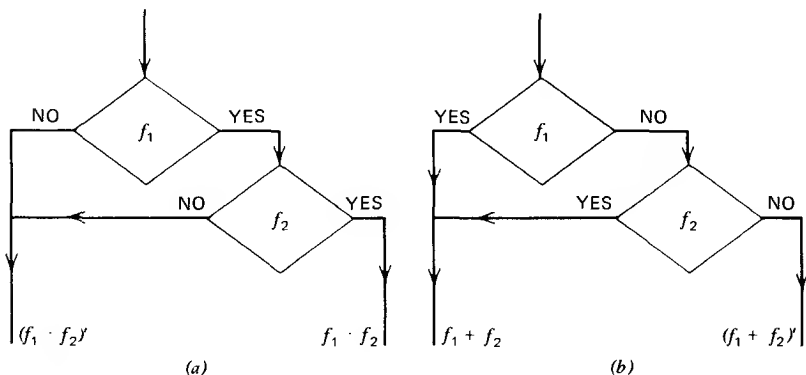 NO
f₁
YES
NO
f₂
YES
(f₁ · f₂)′
f₁ · f₂
(a)
YES
f₁
NO
YES
f₂
NO
f₁ + f₂
(f₁ + f₂)′
(b)